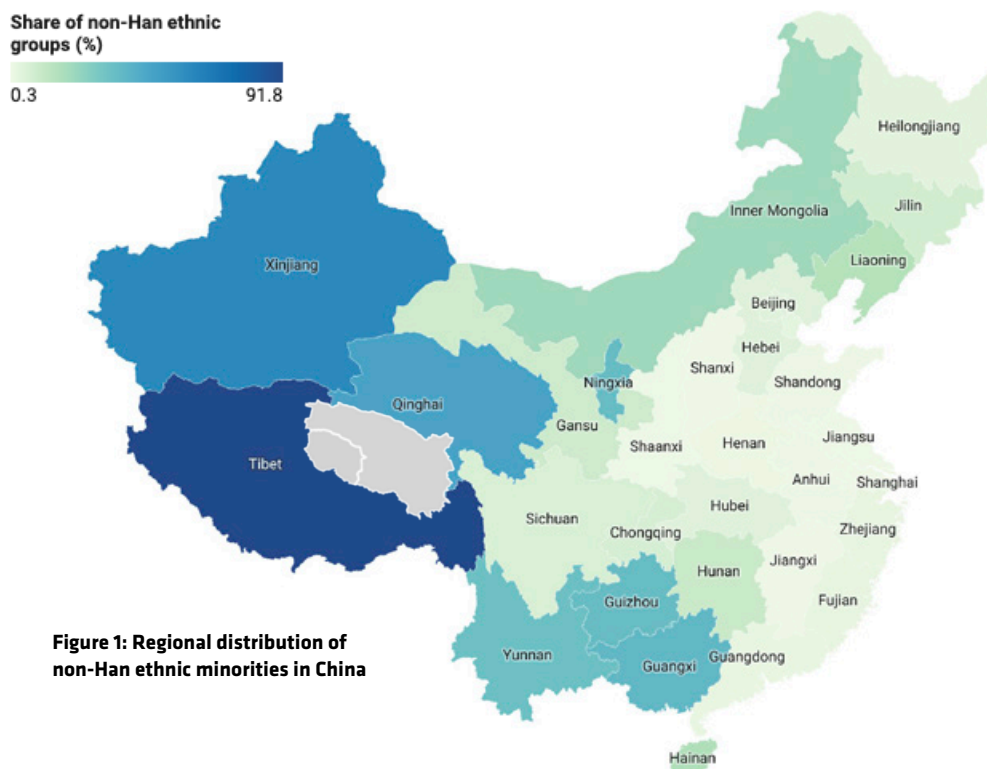 Share of non-Han ethnic
groups (%)
0.3 91.8
Heilongjiang
Jilin
Inner Mongolia
Liaoning
Xinjiang
Beijing
Hebei
Shanxi
Shandong
Ningxia
Qinghai
Gansu
Jiangsu
Henan
Shaanxi
Tibet
Anhui
Shanghai
Hubei
Sichuan
Zhejiang
Chongqing
Jiangxi
Hunan
Guizhou
Fujian
Figure 1: Regional distribution of
non-Han ethnic minorities in China
Yunnan
Guangdong
Guangxi
Hainan